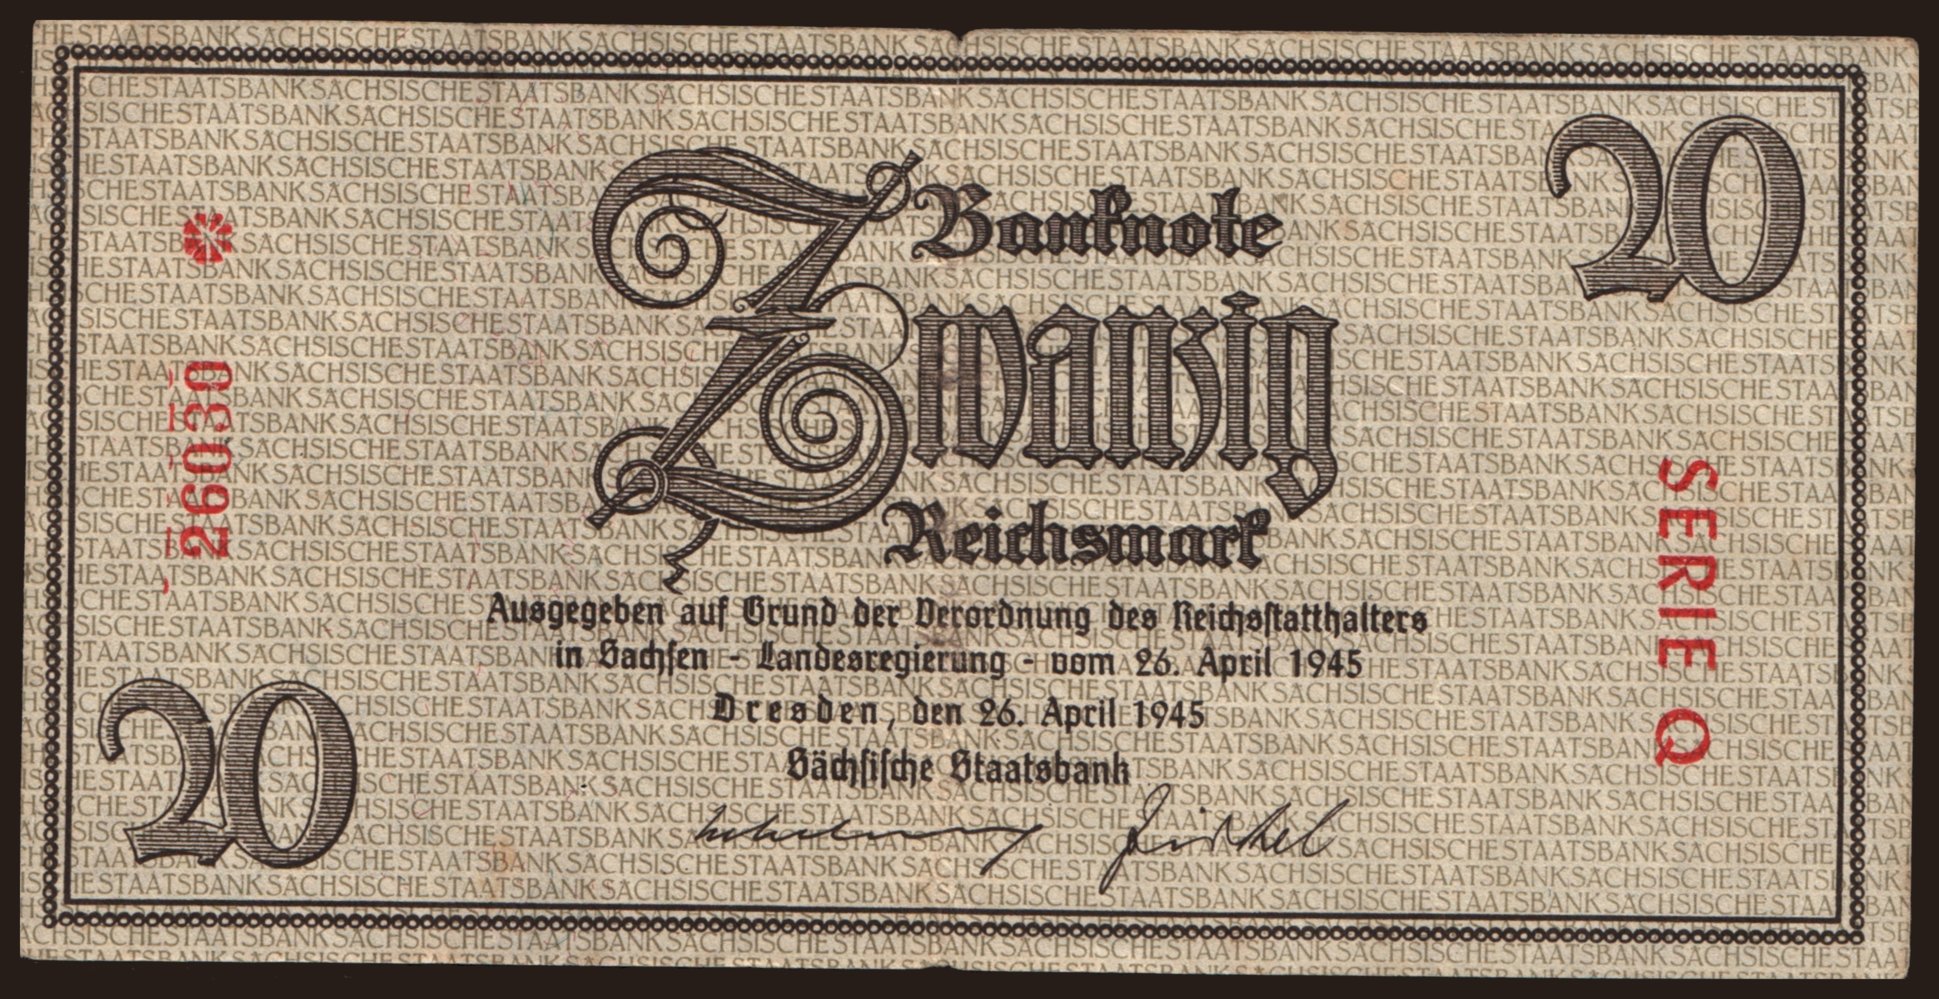 20
Banknote
Zwanzig
Reichsmark
Ausgegeben auf Grund der Verordnung des Reichsstatthalters
in Sachsen - Landesregierung - vom 26. April 1945
Dresden, den 26. April 1945
Sächsische Staatsbank
20
260030
SERIE Q
SÄCHSISCHE STAATSBANK